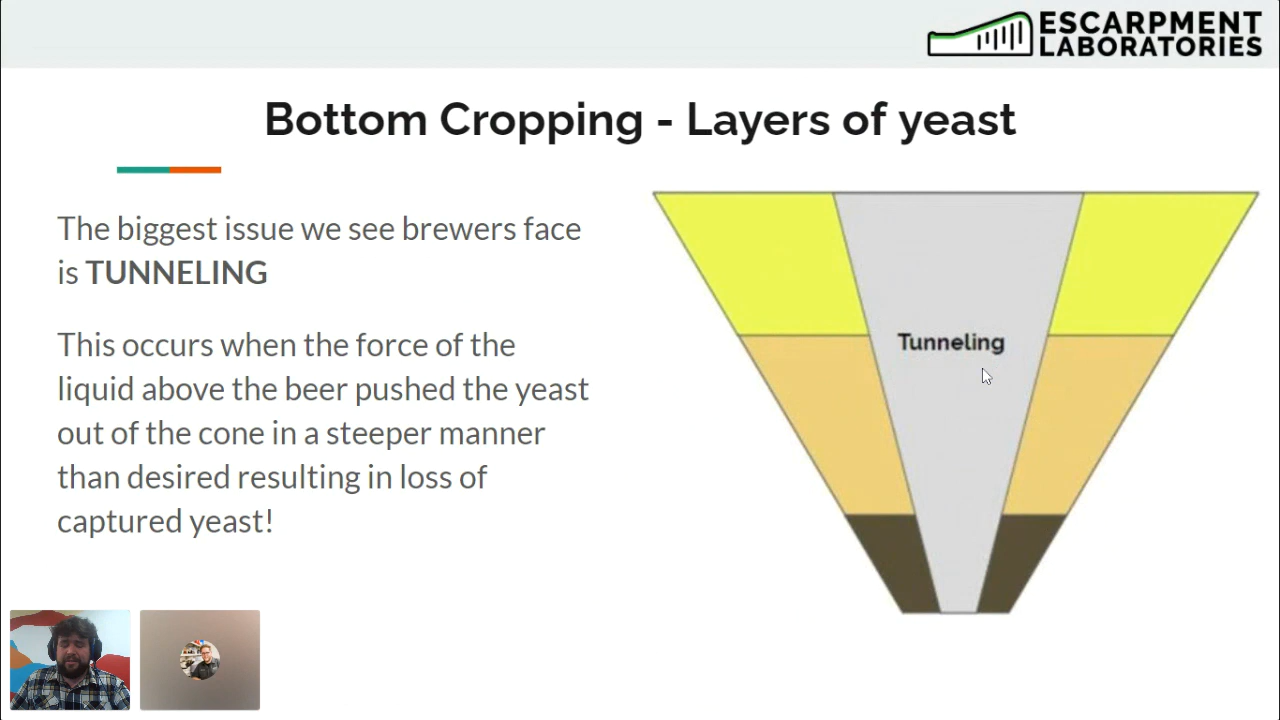 ESCARPMENT
LABORATORIES
Bottom Cropping - Layers of yeast
The biggest issue we see brewers face
is TUNNELING
This occurs when the force of the
liquid above the beer pushed the yeast
out of the cone in a steeper manner
than desired resulting in loss of
captured yeast!
Tunneling